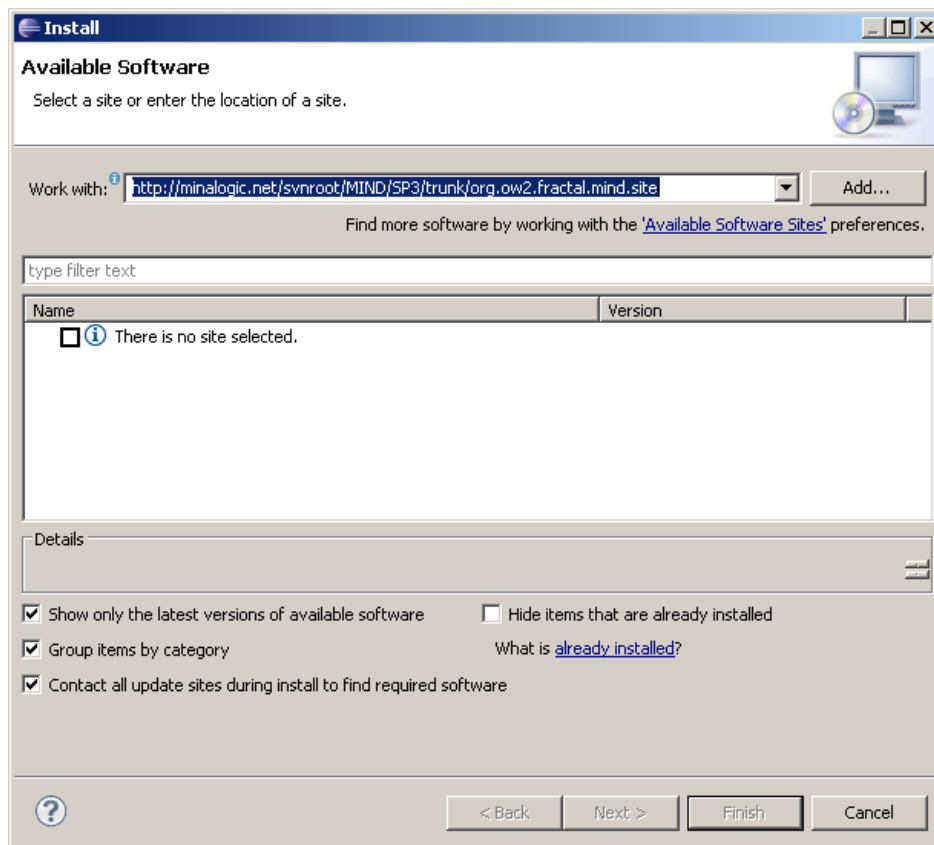 Install
Available Software
Select a site or enter the location of a site.
Work with: http://minalogic.net/svnroot/MIND/SP3/trunk/org.ow2.fractal.mind.site Add...
Find more software by working with the 'Available Software Sites' preferences.
type filter text
Name Version
There is no site selected.
Details
Show only the latest versions of available software Hide items that are already installed
Group items by category What is already installed?
Contact all update sites during install to find required software
? < Back Next > Finish Cancel